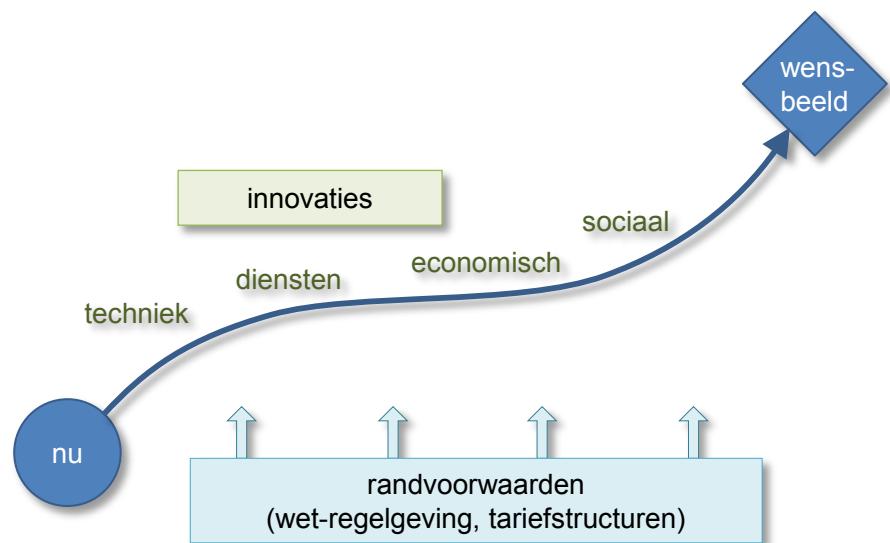 wens-
beeld
innovaties
sociaal
economisch
diensten
techniek
nu
randvoorwaarden
(wet-regelgeving, tariefstructuren)